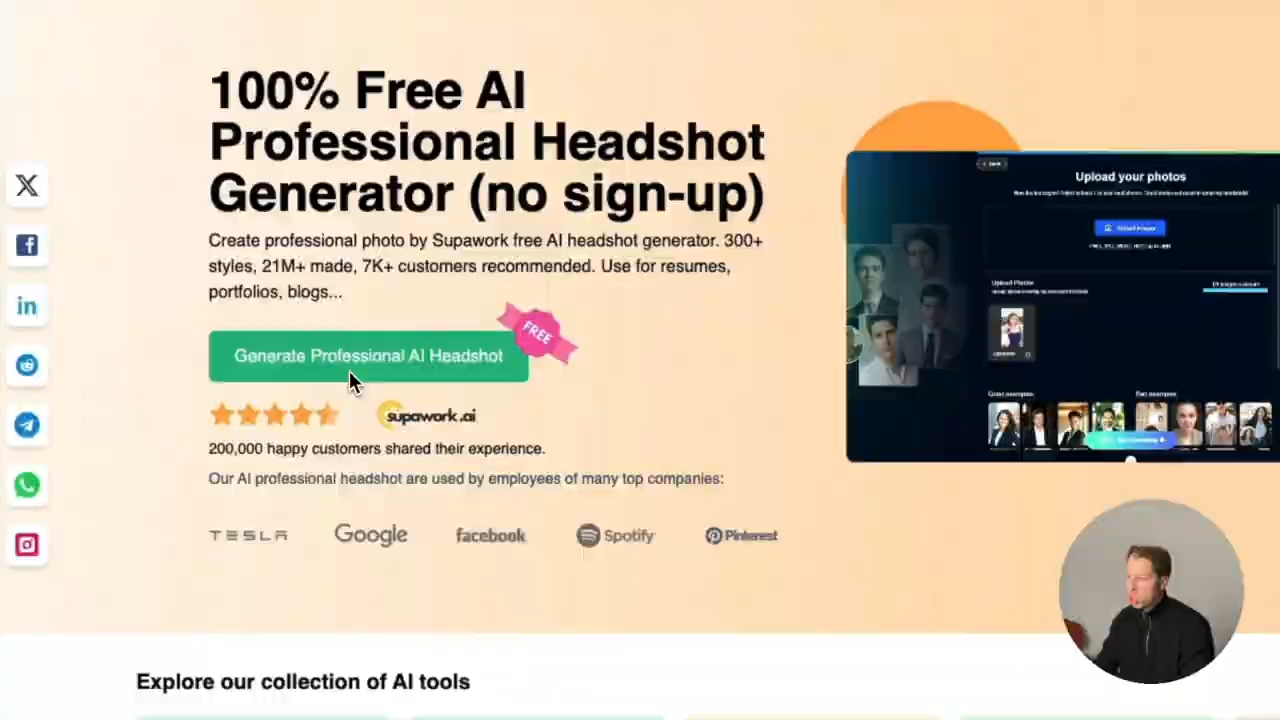 100% Free AI
Professional Headshot
Generator (no sign-up)
Create professional photo by Supawork free AI headshot generator. 300+
styles, 21M+ made, 7K+ customers recommended. Use for resumes,
portfolios, blogs...
Generate Professional AI Headshot
FREE
supawork.ai
200,000 happy customers shared their experience.
Our AI professional headshot are used by employees of many top companies:
TESLA
Google
facebook
Spotify
Pinterest
Upload your photos
Upload Photos
Explore our collection of AI tools